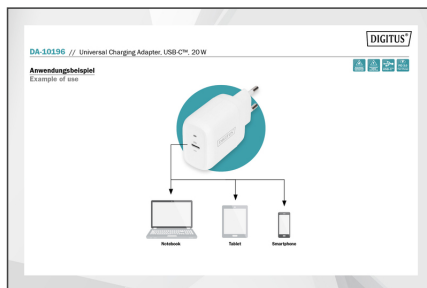 DIGITUS®
DA-10196 // Universal Charging Adapter, USB-C™, 20 W
Anwendungsbeispiel
Example of use
DIGITUS
Notebook
Tablet
Smartphone